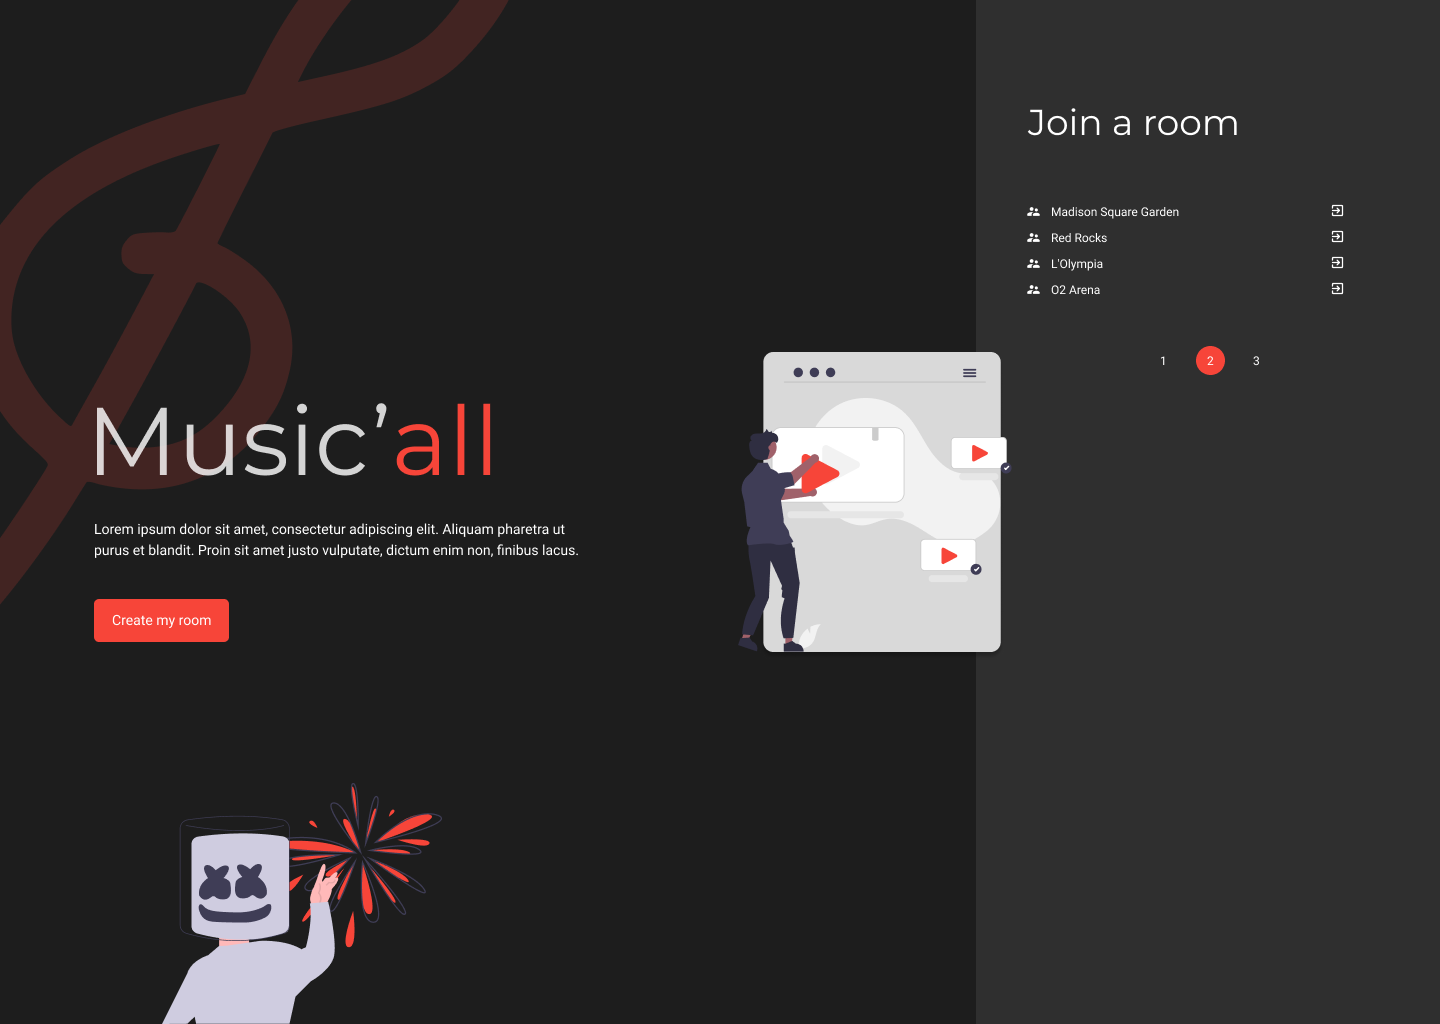 Join a room
Madison Square Garden
Red Rocks
L'Olympia
O2 Arena
1 2 3
Music’all
Lorem ipsum dolor sit amet, consectetur adipiscing elit. Aliquam pharetra ut
purus et blandit. Proin sit amet justo vulputate, dictum enim non, finibus lacus.
Create my room